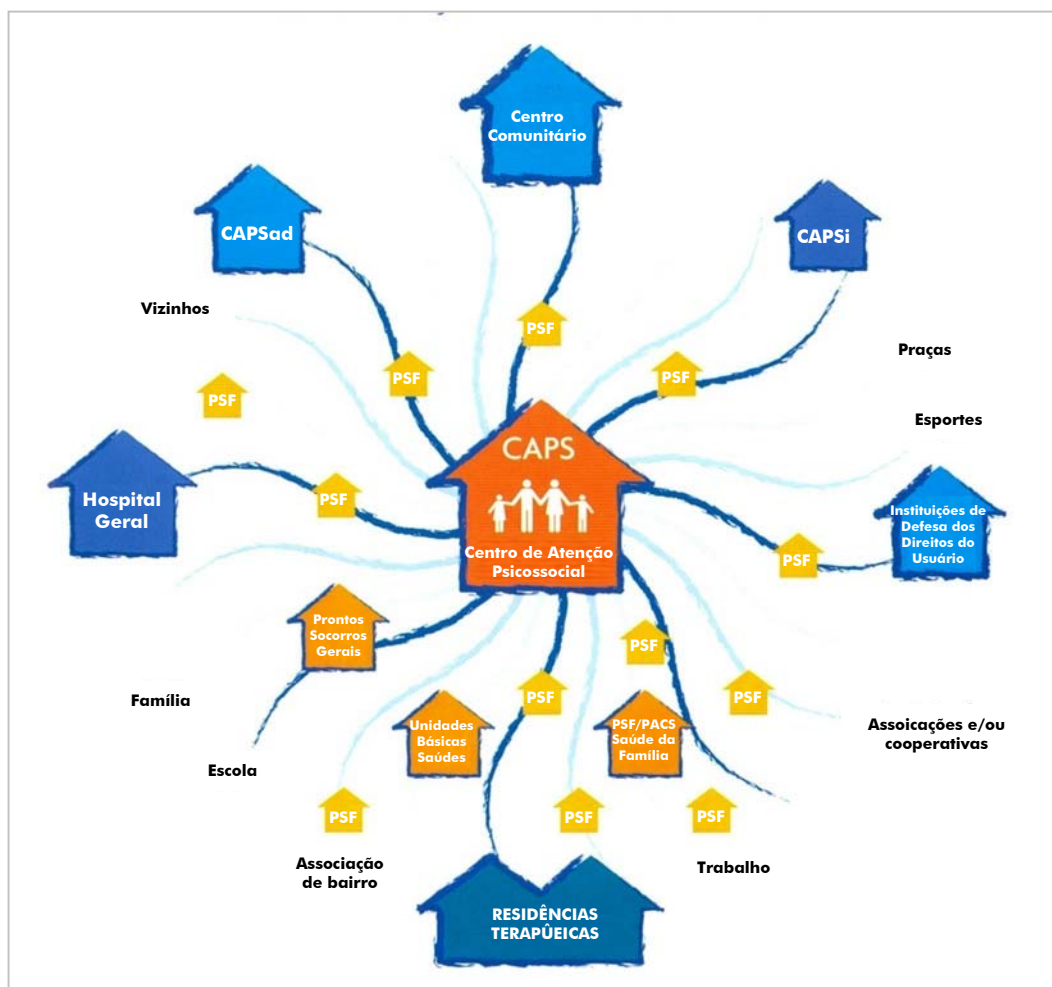 Centro
Comunitário
CAPSad
CAPSi
Vizinhos
PSF
PSF
Praças
PSF
PSF
PSF
Esportes
CAPS
Hospital
Geral
PSF
Instituições de
Defesa dos
Direitos do
Usuário
Centro de Atenção
Psicossocial
PSF
Prontos
Socorros
Gerais
PSF
Família
PSF
PSF
Unidades
Básicas
Saúdes
PSF/PACS
Saúde da
Família
Assoicações e/ou
cooperativas
Escola
PSF
PSF
PSF
Associação
de bairro
Trabalho
RESIDÊNCIAS
TERAPÛEICAS